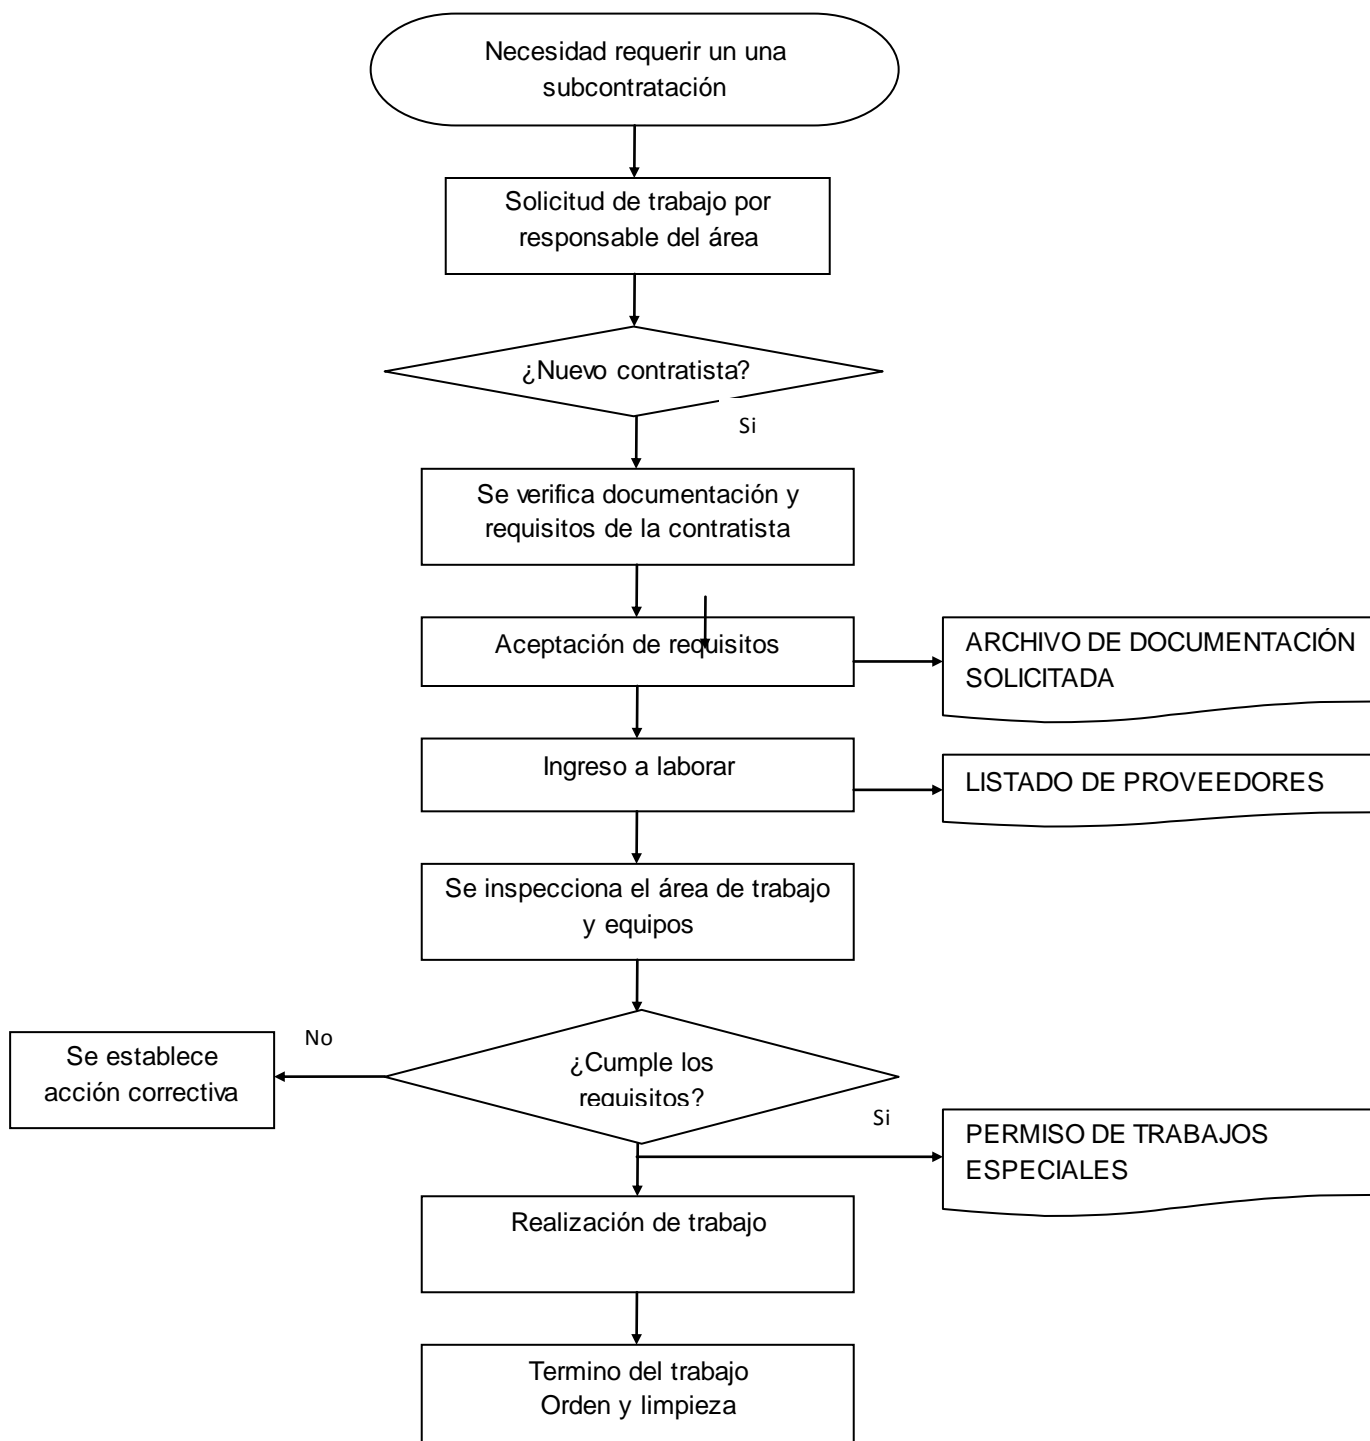 Necesidad requerir un una
subcontratación
Solicitud de trabajo por
responsable del área
¿Nuevo contratista?
Si
Se verifica documentación y
requisitos de la contratista
Aceptación de requisitos
ARCHIVO DE DOCUMENTACIÓN
SOLICITADA
Ingreso a laborar
LISTADO DE PROVEEDORES
Se inspecciona el área de trabajo
y equipos
No
Se establece
acción correctiva
¿Cumple los
requisitos?
Si
PERMISO DE TRABAJOS
ESPECIALES
Realización de trabajo
Termino del trabajo
Orden y limpieza